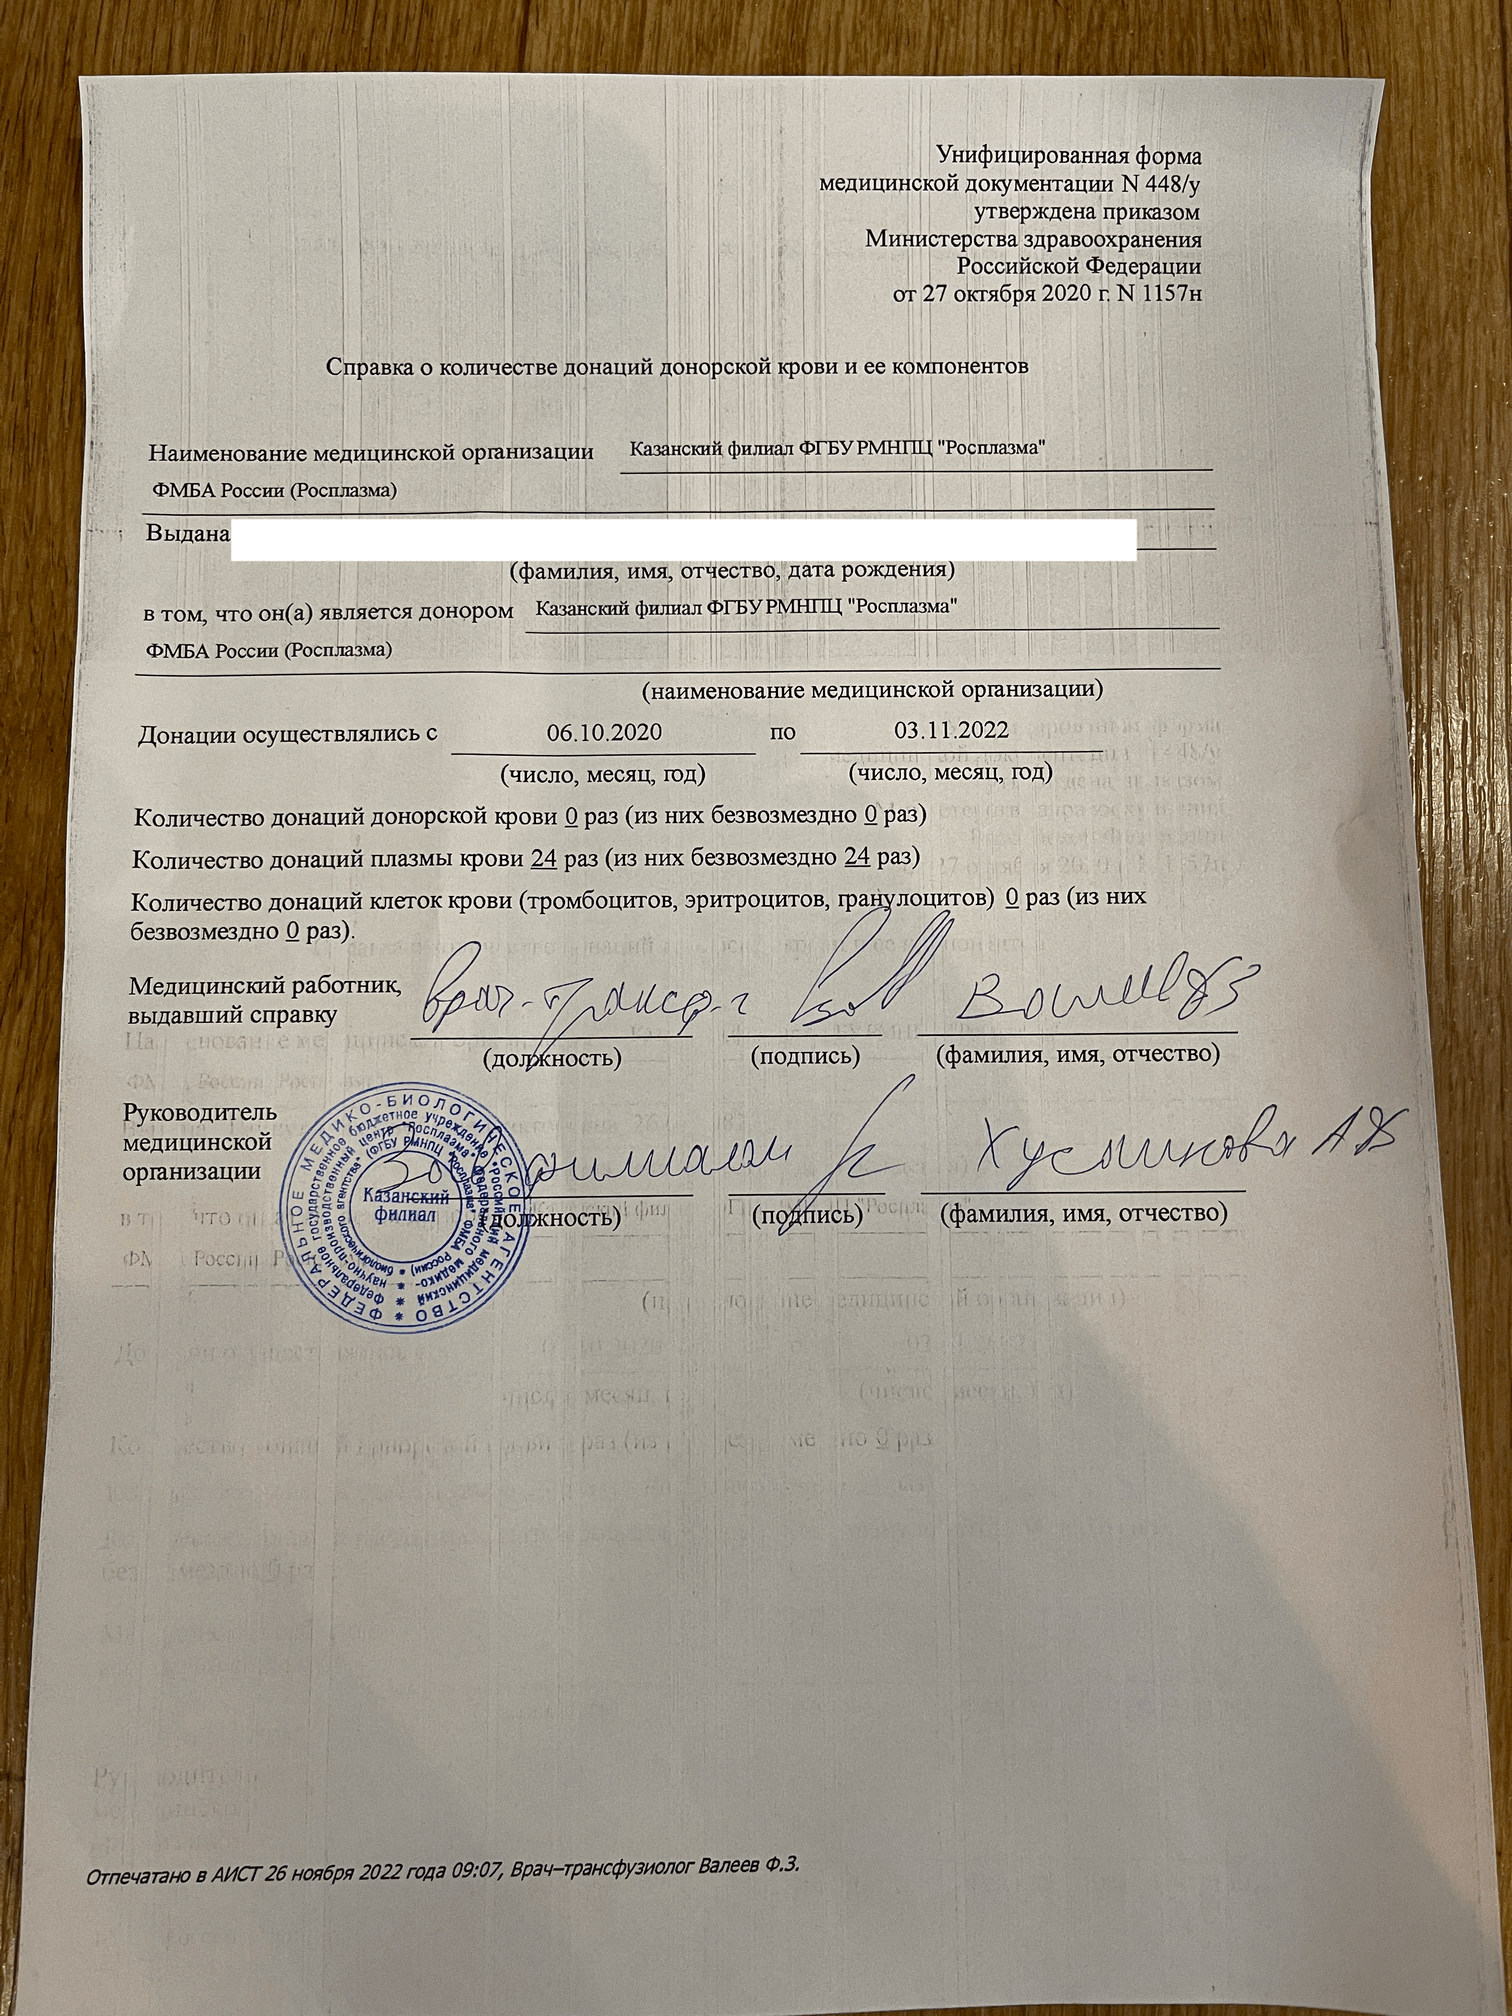 Унифицированная форма
медицинской документации N 448/у
утверждена приказом
Министерства здравоохранения
Российской Федерации
от 27 октября 2020 г. N 1157н
Справка о количестве донаций донорской крови и ее компонентов
Наименование медицинской организации Казанский филиал ФГБУ РМНПЦ "Росплазма"
ФМБА России (Росплазма)
Выдана
(фамилия, имя, отчество, дата рождения)
в том, что он(а) является донором Казанский филиал ФГБУ РМНПЦ "Росплазма"
ФМБА России (Росплазма)
(наименование медицинской организации)
Донации осуществлялись с 06.10.2020 по 03.11.2022
(число, месяц, год) (число, месяц, год)
Количество донаций донорской крови 0 раз (из них безвозмездно 0 раз)
Количество донаций плазмы крови 24 раз (из них безвозмездно 24 раз)
Количество донаций клеток крови (тромбоцитов, эритроцитов, гранулоцитов) 0 раз (из них
безвозмездно 0 раз).
Медицинский работник,
выдавший справку врач-трансф-г Валеев ФЗ
(должность) (подпись) (фамилия, имя, отчество)
Руководитель
медицинской
организации Зав филиалом
(должность) (подпись) (фамилия, имя, отчество)
ФЕДЕРАЛЬНОЕ МЕДИКО-БИОЛОГИЧЕСКОЕ АГЕНТСТВО
Федеральное государственное бюджетное учреждение "Российский медицинский
научно-производственный центр "Росплазма" Федерального медико-
биологического агентства" (ФГБУ РМНПЦ "Росплазма" ФМБА России)
Казанский
филиал
Отпечатано в АИСТ 26 ноября 2022 года 09:07, Врач–трансфузиолог Валеев Ф.З.